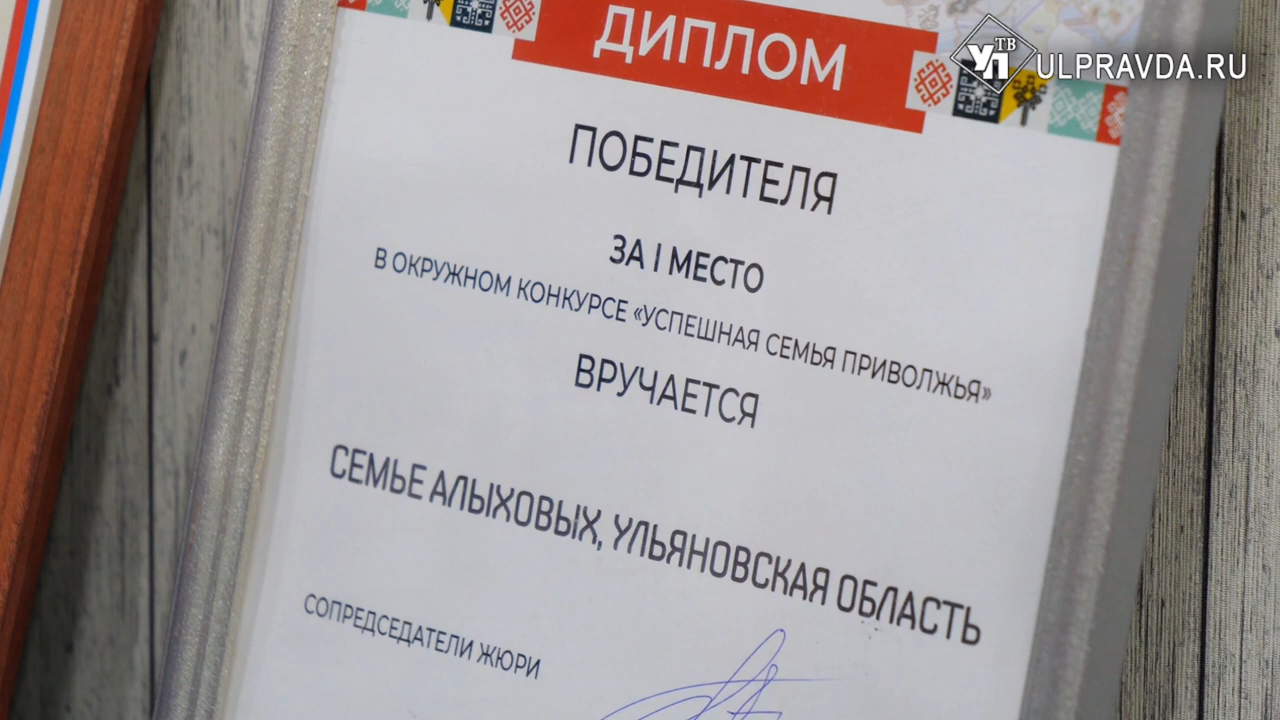 ДИПЛОМ
УП ТВ ULPRAVDA.RU
ПОБЕДИТЕЛЯ
ЗА I МЕСТО
В ОКРУЖНОМ КОНКУРСЕ «УСПЕШНАЯ СЕМЬЯ ПРИВОЛЖЬЯ»
ВРУЧАЕТСЯ
СЕМЬЕ АЛЫХОВЫХ, УЛЬЯНОВСКАЯ ОБЛАСТЬ
СОПРЕДСЕДАТЕЛИ ЖЮРИ